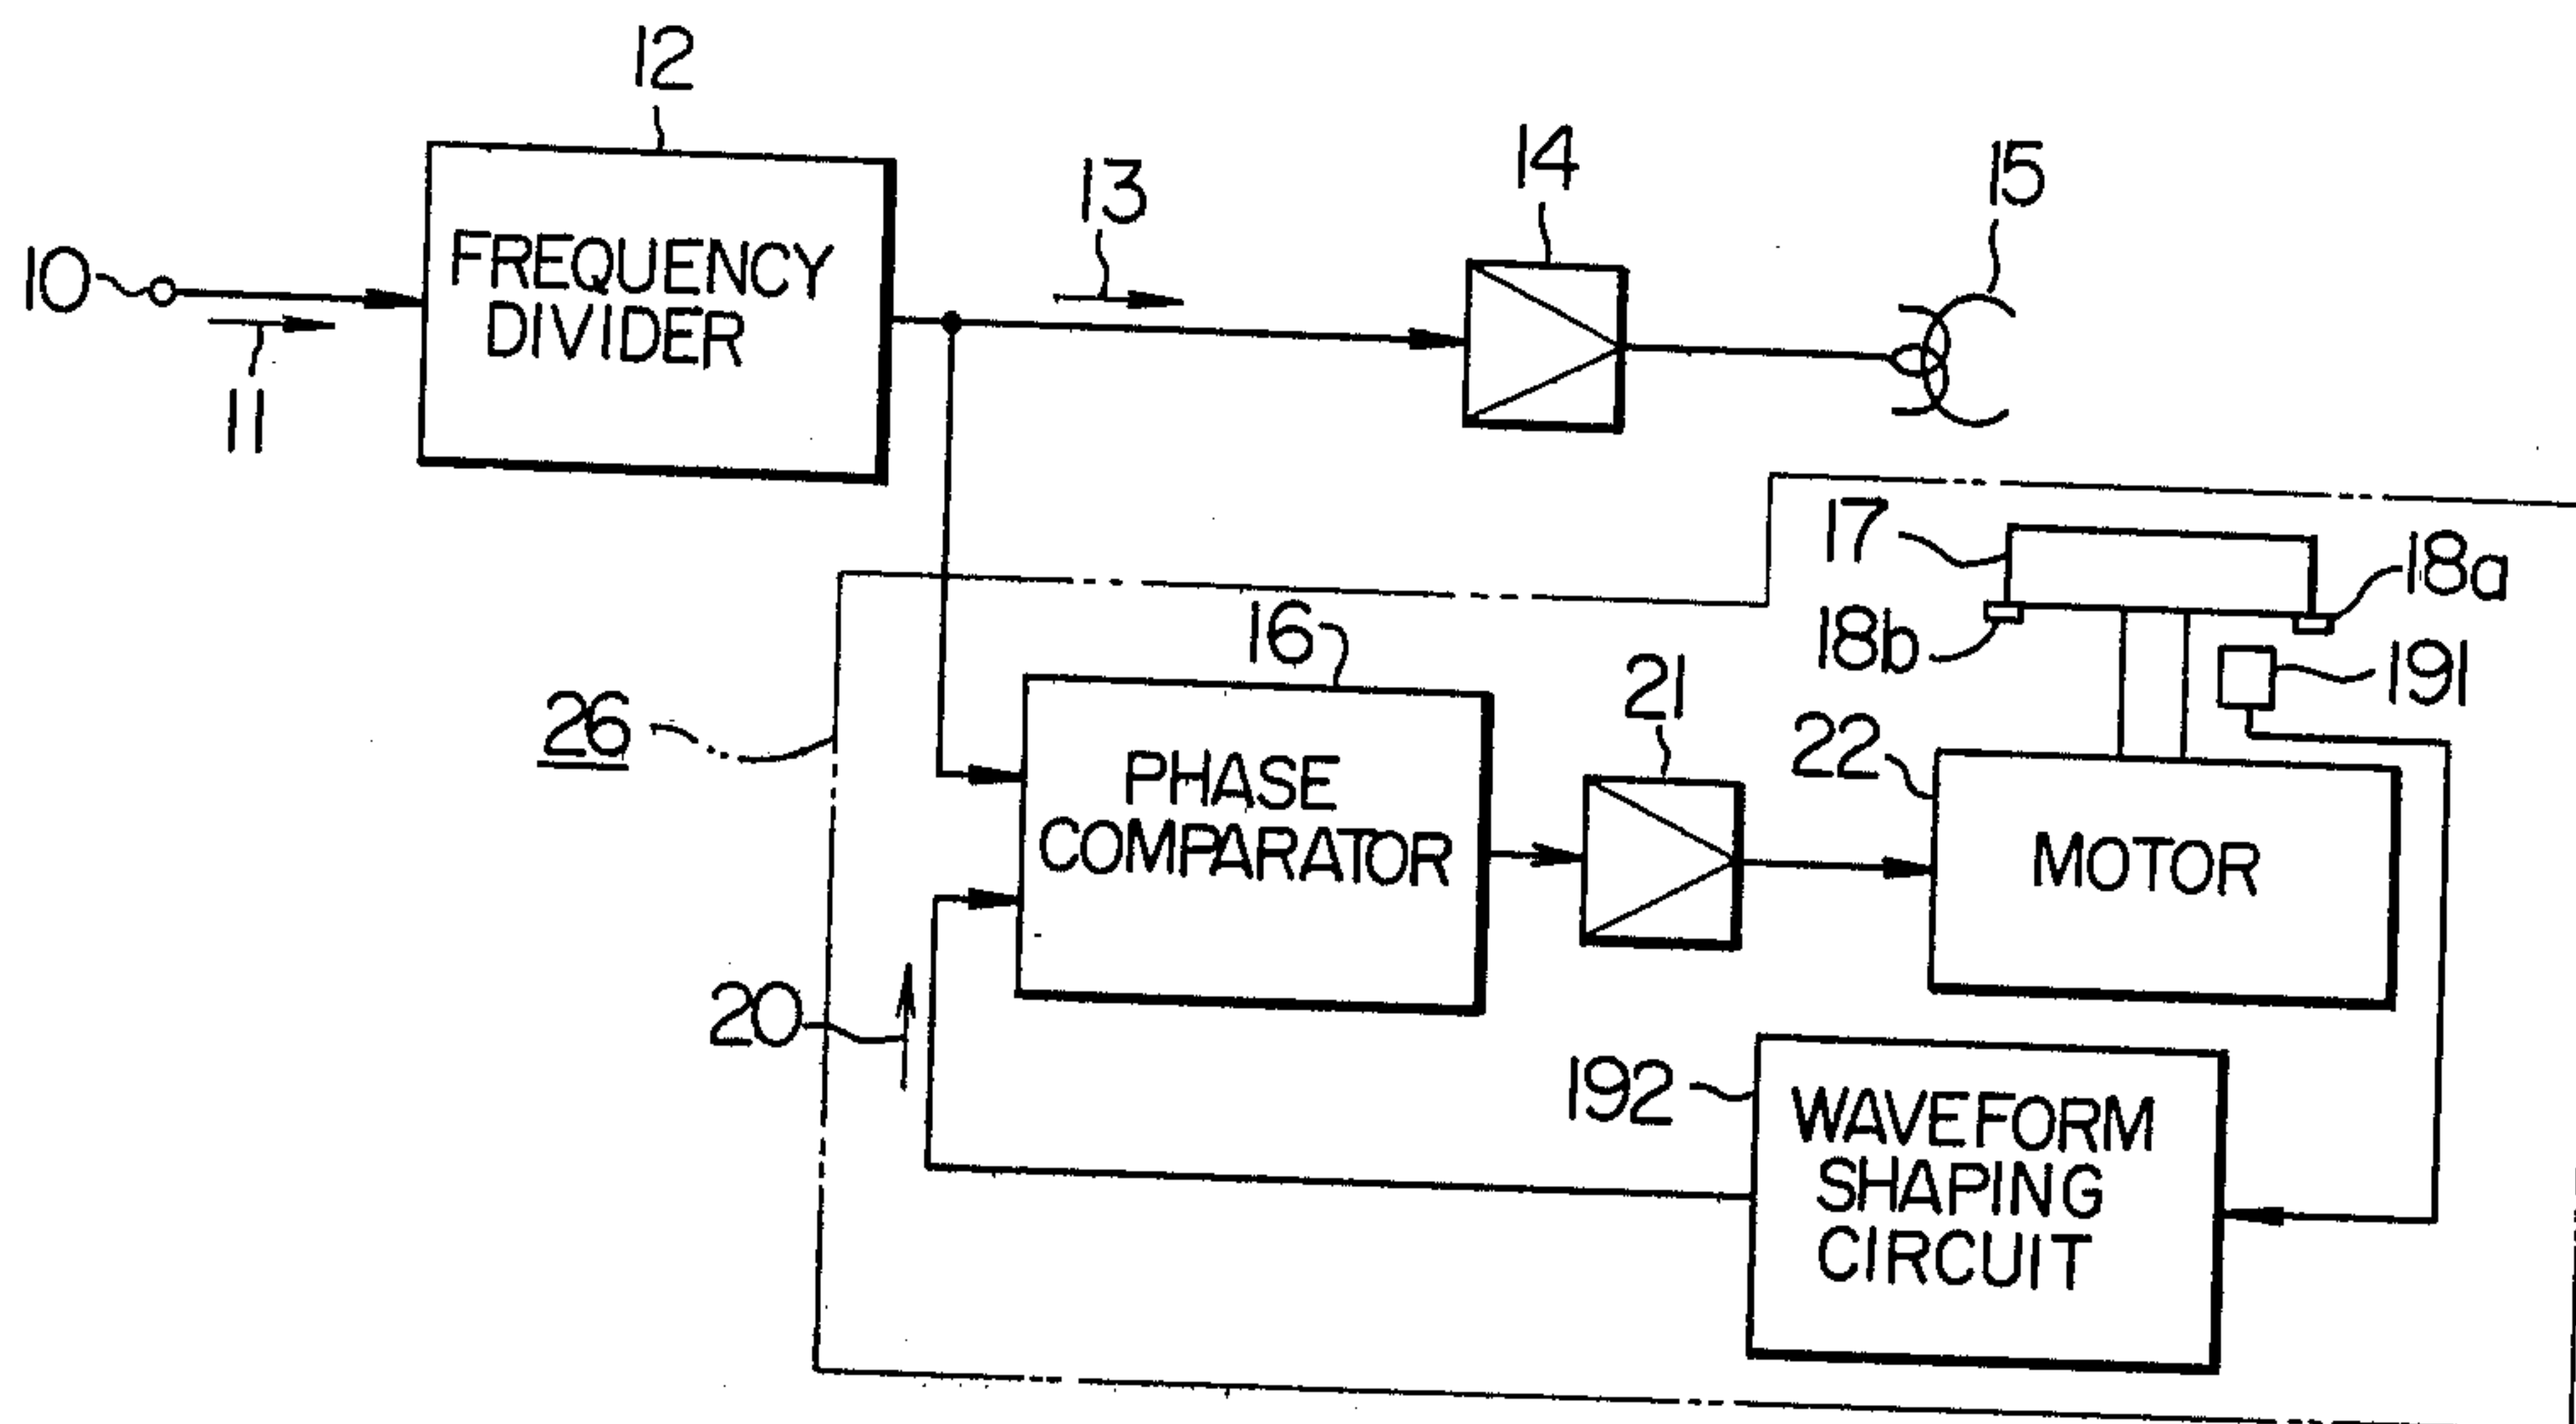 12
14
15
13
10
FREQUENCY
DIVIDER
11
17
18a
18b
16
191
21
26
22
PHASE
COMPARATOR
MOTOR
20
192
WAVEFORM
SHAPING
CIRCUIT